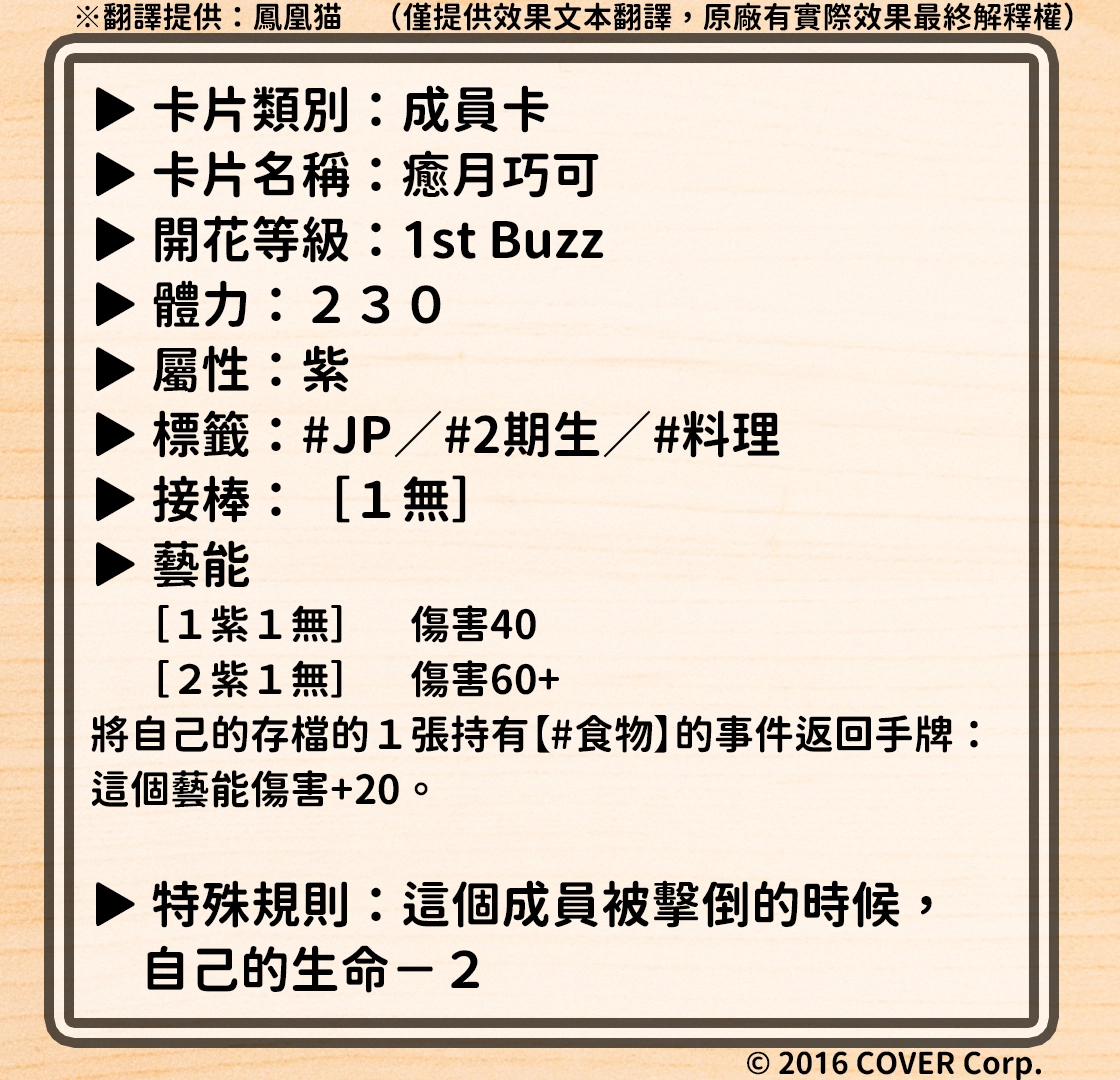 ※翻譯提供：鳳凰猫　（僅提供效果文本翻譯，原廠有實際效果最終解釋權）
▶ 卡片類別：成員卡
▶ 卡片名稱：癒月巧可
▶ 開花等級：1st Buzz
▶ 體力：２３０
▶ 屬性：紫
▶ 標籤：#JP／#2期生／#料理
▶ 接棒：［１無］
▶ 藝能
［１紫１無］　傷害40
［２紫１無］　傷害60+
將自己的存檔的１張持有【#食物】的事件返回手牌：
這個藝能傷害+20。
▶ 特殊規則：這個成員被擊倒的時候，
自己的生命－２
© 2016 COVER Corp.